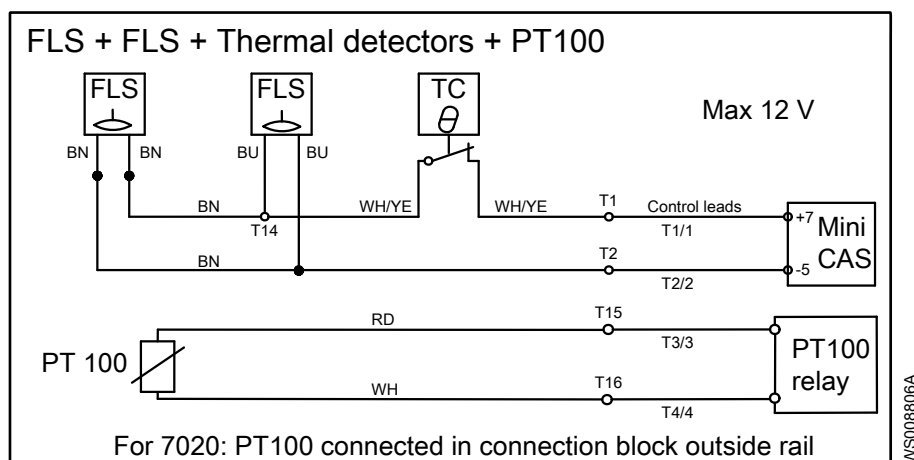 FLS + FLS + Thermal detectors + PT100
FLS
FLS
TC
Max 12 V
BN
BN
BU
BU
BN
WH/YE
WH/YE
T1
Control leads
+7
T14
T1/1
Mini
CAS
BN
T2
-5
T2/2
RD
T15
T3/3
PT 100
PT100
relay
WH
T16
T4/4
For 7020: PT100 connected in connection block outside rail
WS008806A